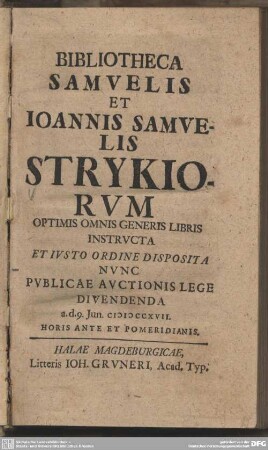 BIBLIOTHECA
SAMVELIS
ET
IOANNIS SAMVE-
LIS
STRYKIO-
RVM
OPTIMIS OMNIS GENERIS LIBRIS
INSTRVCTA
ET IVSTO ORDINE DISPOSITA
NVNC
PVBLICAE AVCTIONIS LEGE
DIVENDENDA
a.d.9. Jun. CIƆIƆCCXVII.
HORIS ANTE ET POMERIDIANIS.
HALAE MAGDEBURGICAE,
Litteris IOH. GRVNERI, Acad. Typ.